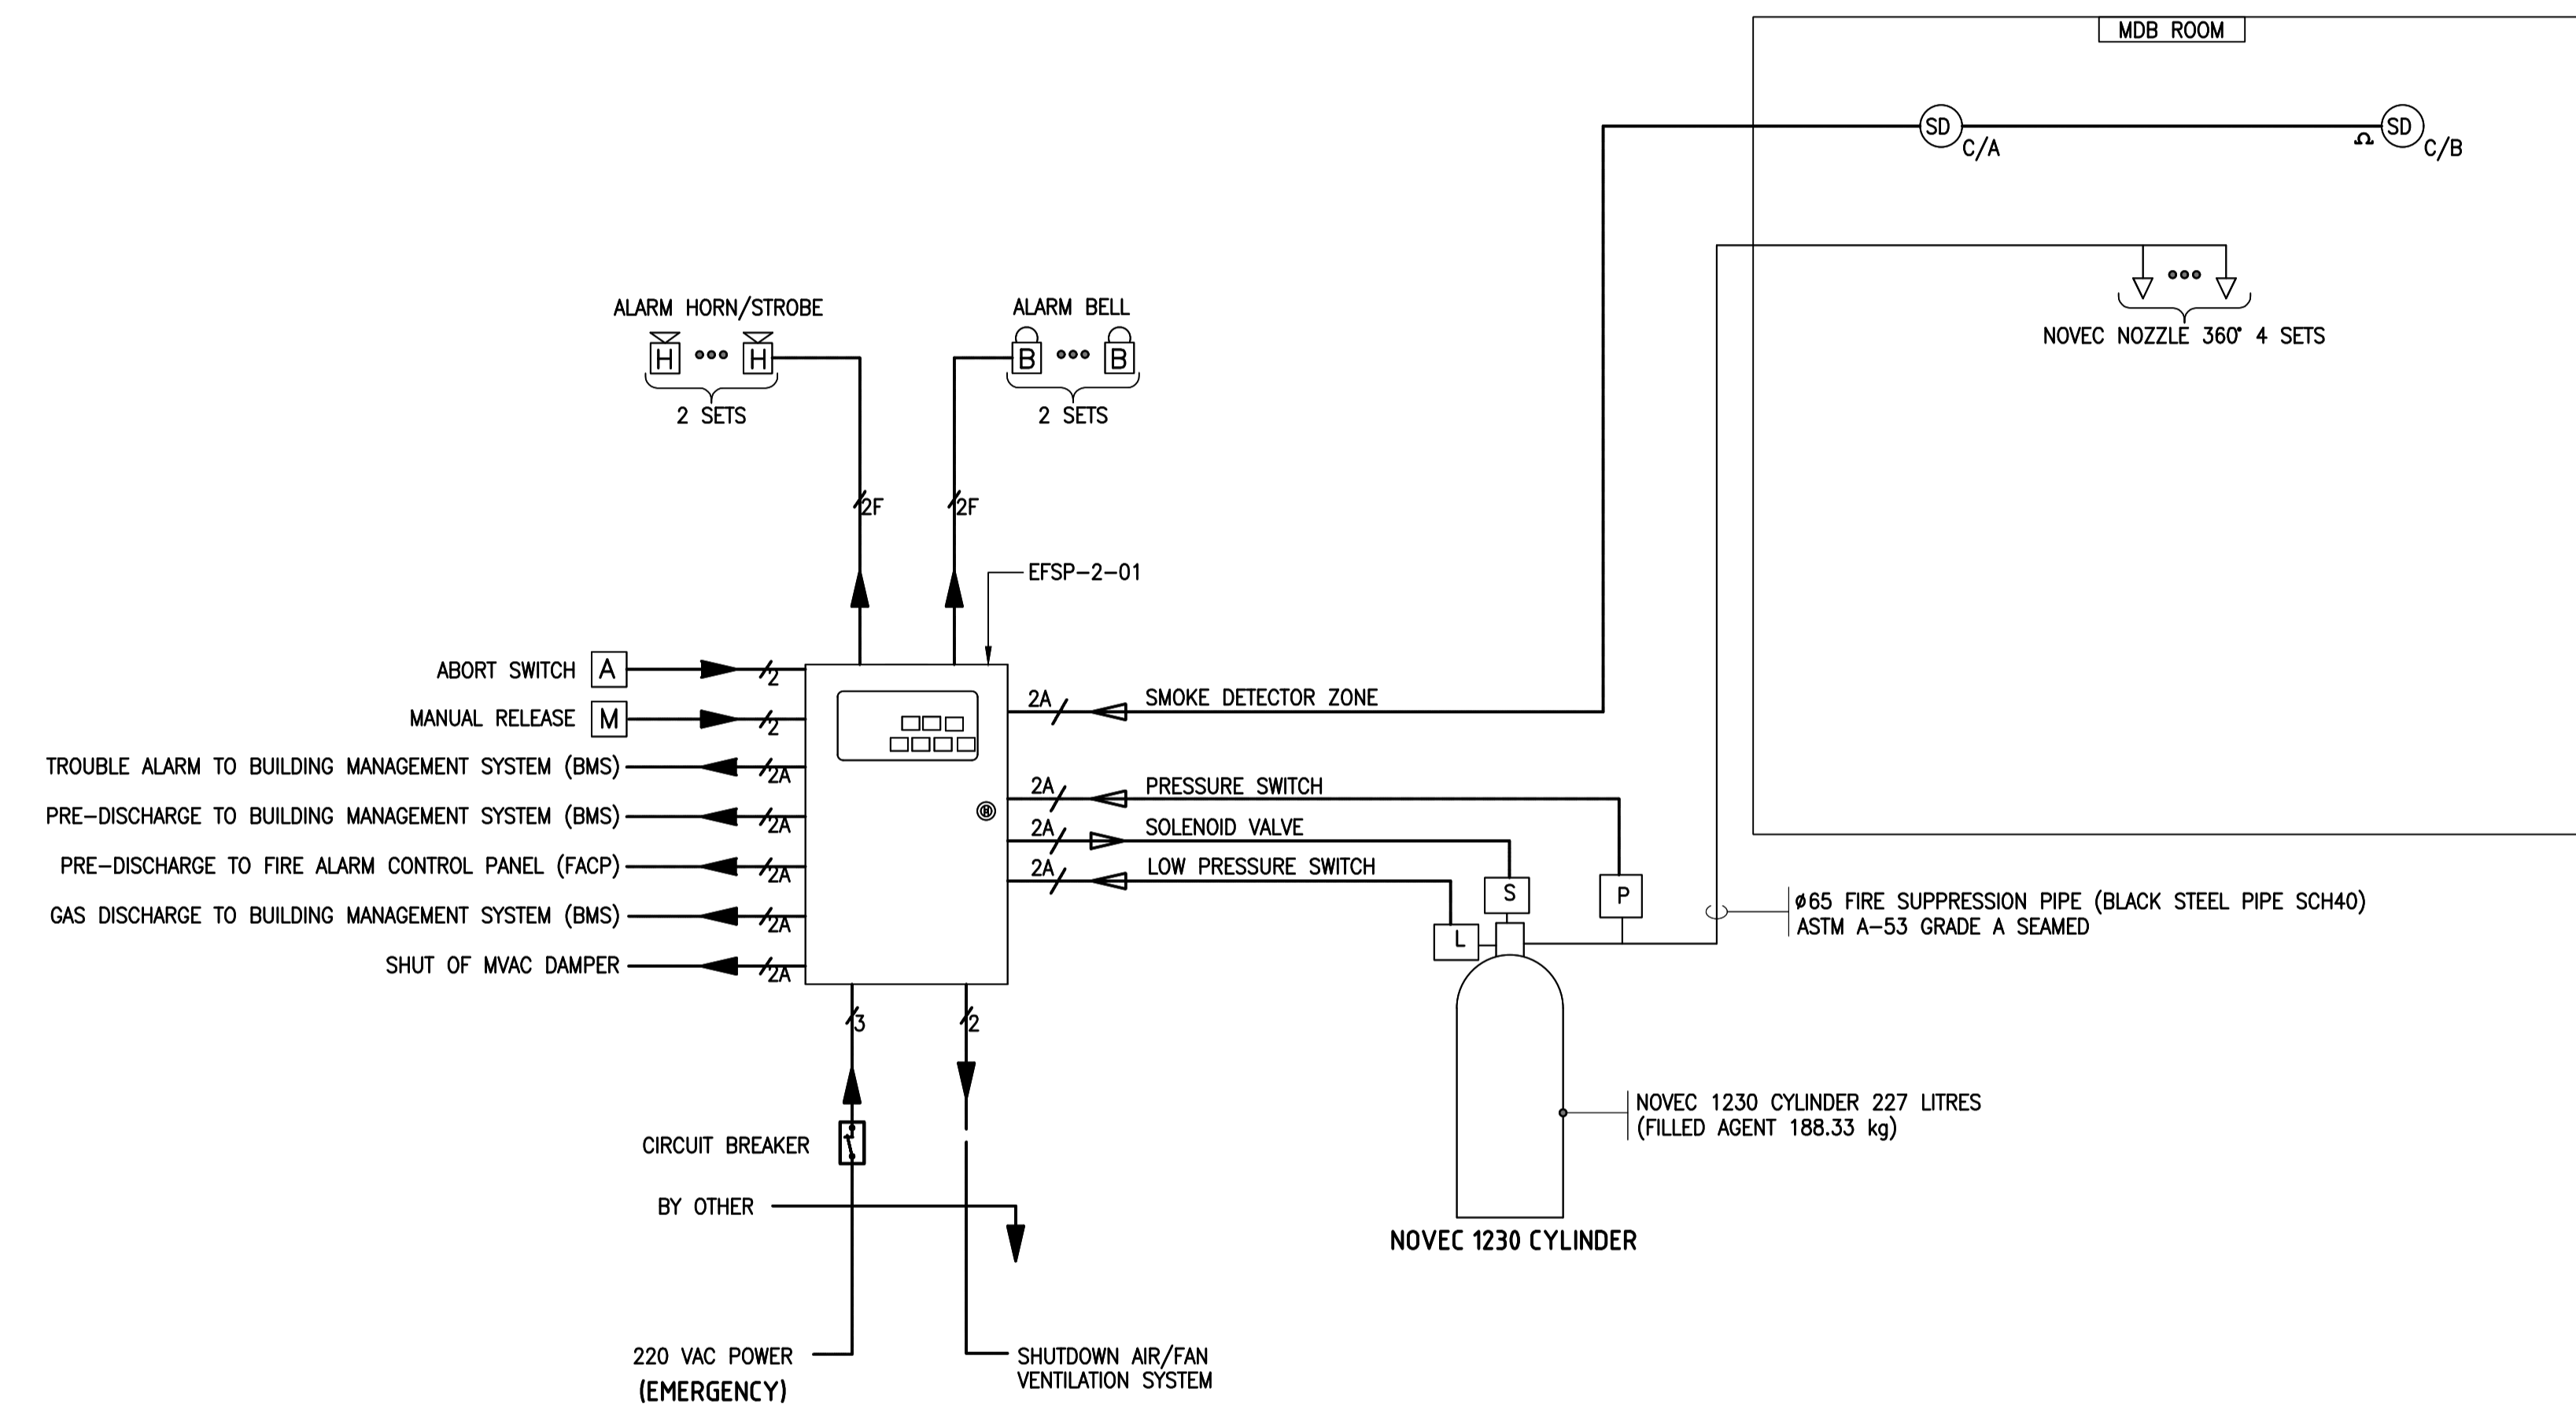 MDB ROOM
SD
C/A
Ω
SD
C/B
NOVEC NOZZLE 360° 4 SETS
ALARM HORN/STROBE
H
H
2 SETS
ALARM BELL
B
B
2 SETS
2F
2F
EFSP-2-01
ABORT SWITCH
A
2
MANUAL RELEASE
M
2
TROUBLE ALARM TO BUILDING MANAGEMENT SYSTEM (BMS)
2A
PRE-DISCHARGE TO BUILDING MANAGEMENT SYSTEM (BMS)
2A
PRE-DISCHARGE TO FIRE ALARM CONTROL PANEL (FACP)
2A
GAS DISCHARGE TO BUILDING MANAGEMENT SYSTEM (BMS)
2A
SHUT OF MVAC DAMPER
2A
2A
SMOKE DETECTOR ZONE
2A
PRESSURE SWITCH
2A
SOLENOID VALVE
2A
LOW PRESSURE SWITCH
S
P
L
ø65 FIRE SUPPRESSION PIPE (BLACK STEEL PIPE SCH40)
ASTM A-53 GRADE A SEAMED
3
2
CIRCUIT BREAKER
BY OTHER
NOVEC 1230 CYLINDER 227 LITRES
(FILLED AGENT 188.33 kg)
NOVEC 1230 CYLINDER
220 VAC POWER
(EMERGENCY)
SHUTDOWN AIR/FAN
VENTILATION SYSTEM